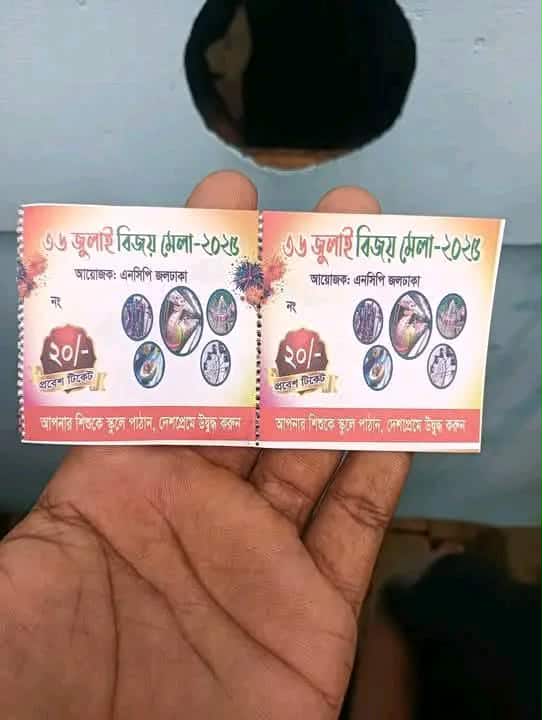 ৩৬ জুলাই বিজয় মেলা-২০২৫
আয়োজক: এনসিপি জলঢাকা
নং
২০/-
প্রবেশ টিকেট
আপনার শিশুকে স্কুলে পাঠান, দেশপ্রেমে উদ্বুদ্ধ করুন
৩৬ জুলাই বিজয় মেলা-২০২৫
আয়োজক: এনসিপি জলঢাকা
নং
২০/-
প্রবেশ টিকেট
আপনার শিশুকে স্কুলে পাঠান, দেশপ্রেমে উদ্বুদ্ধ করুন